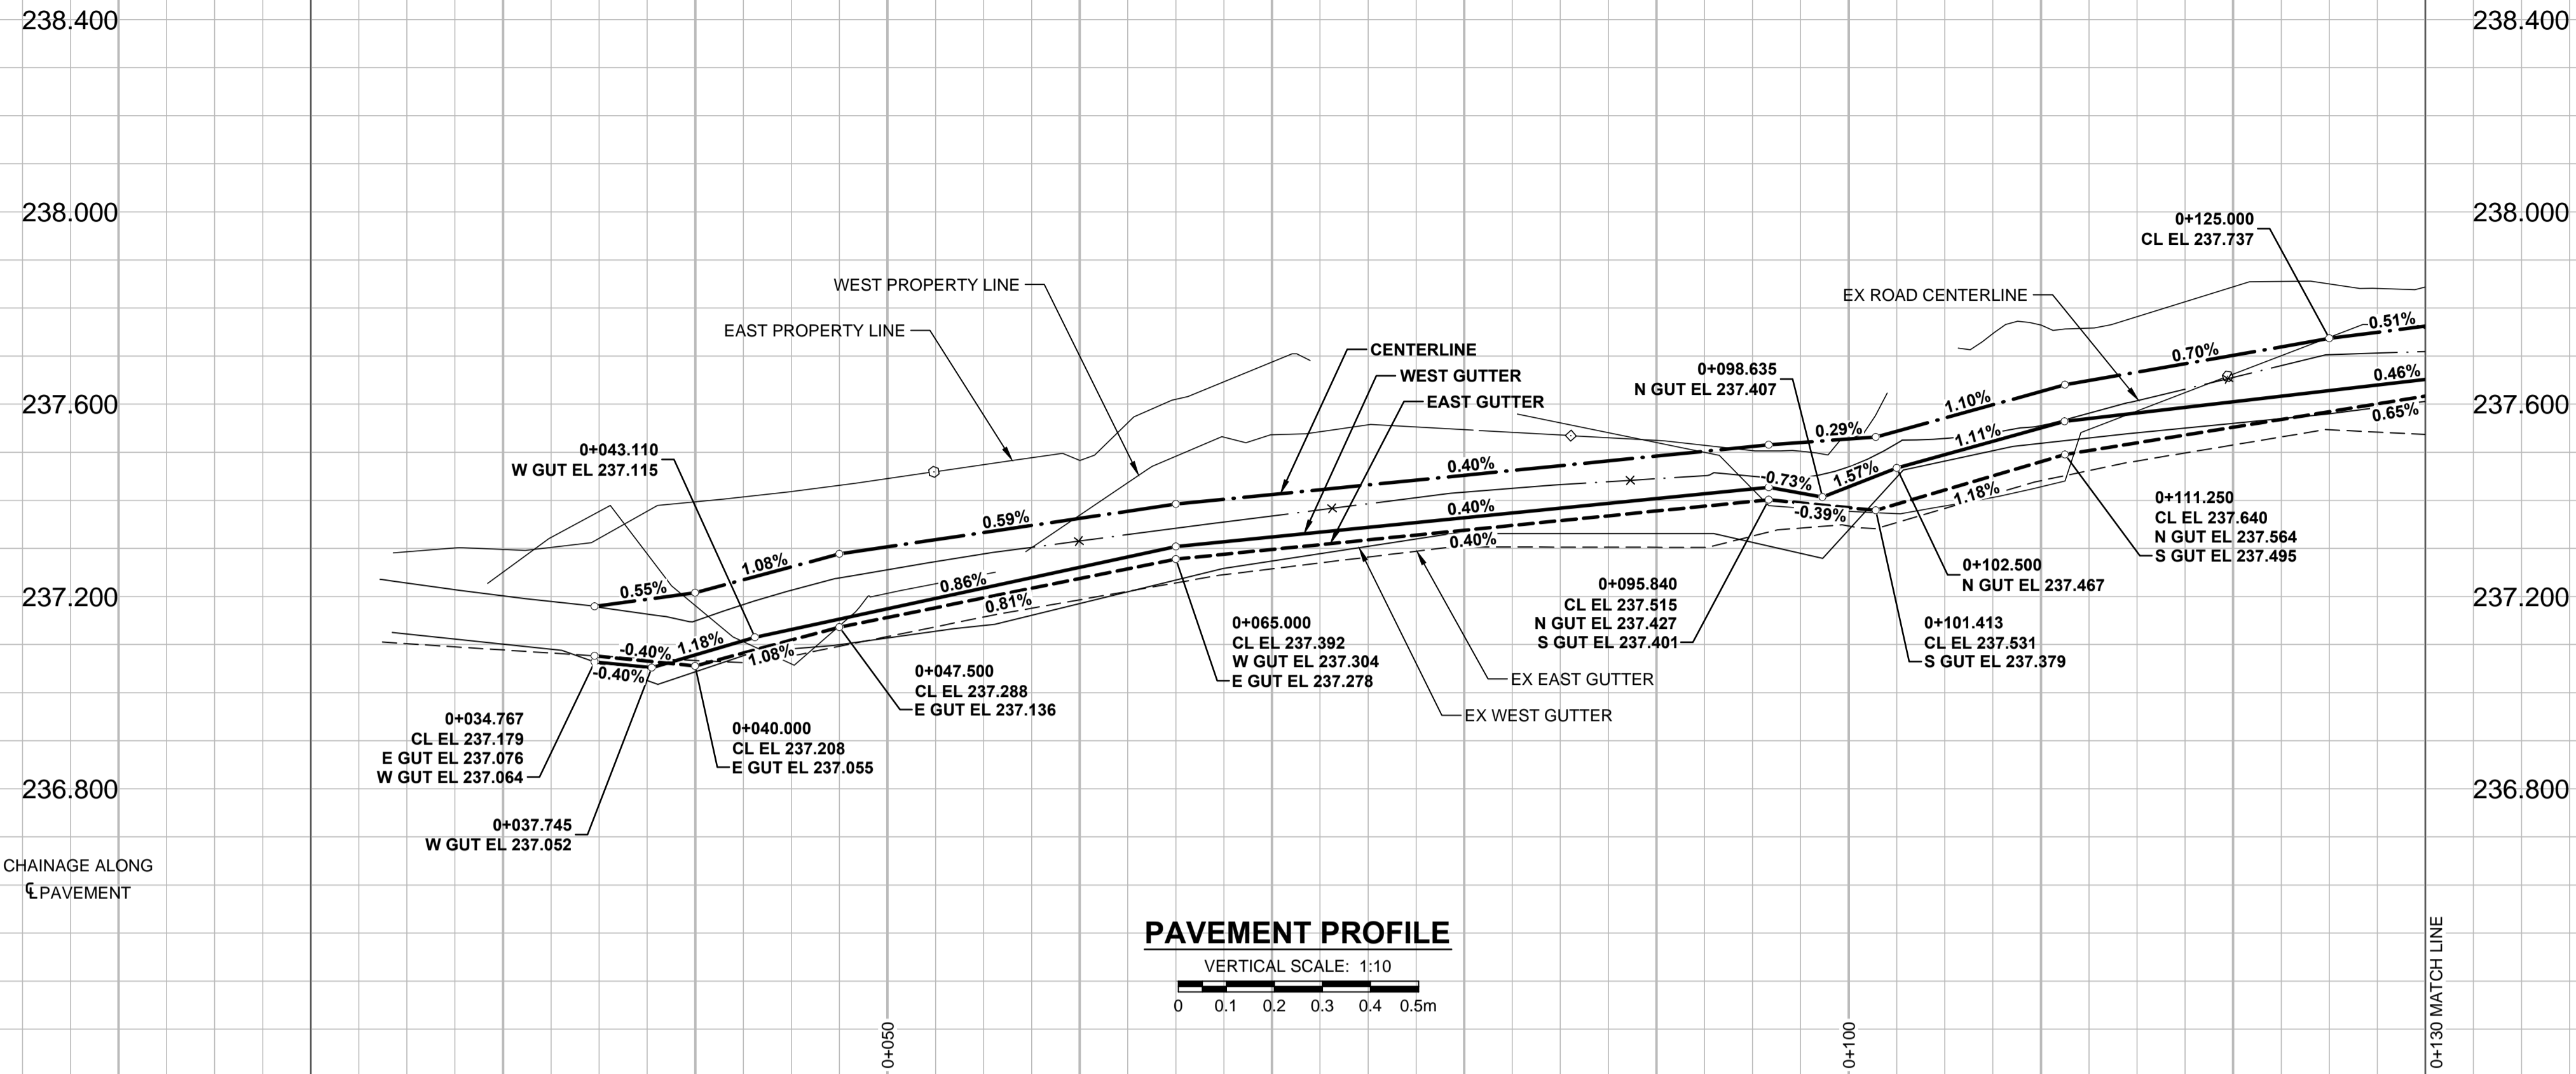 238.400
238.400
238.000
238.000
237.600
237.600
237.200
237.200
236.800
236.800
0+125.000
CL EL 237.737
WEST PROPERTY LINE
EAST PROPERTY LINE
EX ROAD CENTERLINE
CENTERLINE
WEST GUTTER
EAST GUTTER
0+098.635
N GUT EL 237.407
0+043.110
W GUT EL 237.115
0.55%
1.08%
0.59%
0.40%
0.29%
1.10%
0.70%
0.51%
-0.40%
1.18%
0.86%
0.40%
-0.73%
1.57%
1.11%
0.46%
-0.40%
1.08%
0.81%
0.40%
-0.39%
1.18%
0.65%
0+034.767
CL EL 237.179
E GUT EL 237.076
W GUT EL 237.064
0+037.745
W GUT EL 237.052
0+040.000
CL EL 237.208
E GUT EL 237.055
0+047.500
CL EL 237.288
E GUT EL 237.136
0+065.000
CL EL 237.392
W GUT EL 237.304
E GUT EL 237.278
EX EAST GUTTER
EX WEST GUTTER
0+095.840
CL EL 237.515
N GUT EL 237.427
S GUT EL 237.401
0+101.413
CL EL 237.531
S GUT EL 237.379
0+102.500
N GUT EL 237.467
0+111.250
CL EL 237.640
N GUT EL 237.564
S GUT EL 237.495
CHAINAGE ALONG
℄ PAVEMENT
PAVEMENT PROFILE
VERTICAL SCALE: 1:10
0 0.1 0.2 0.3 0.4 0.5m
0+050
0+100
0+130 MATCH LINE